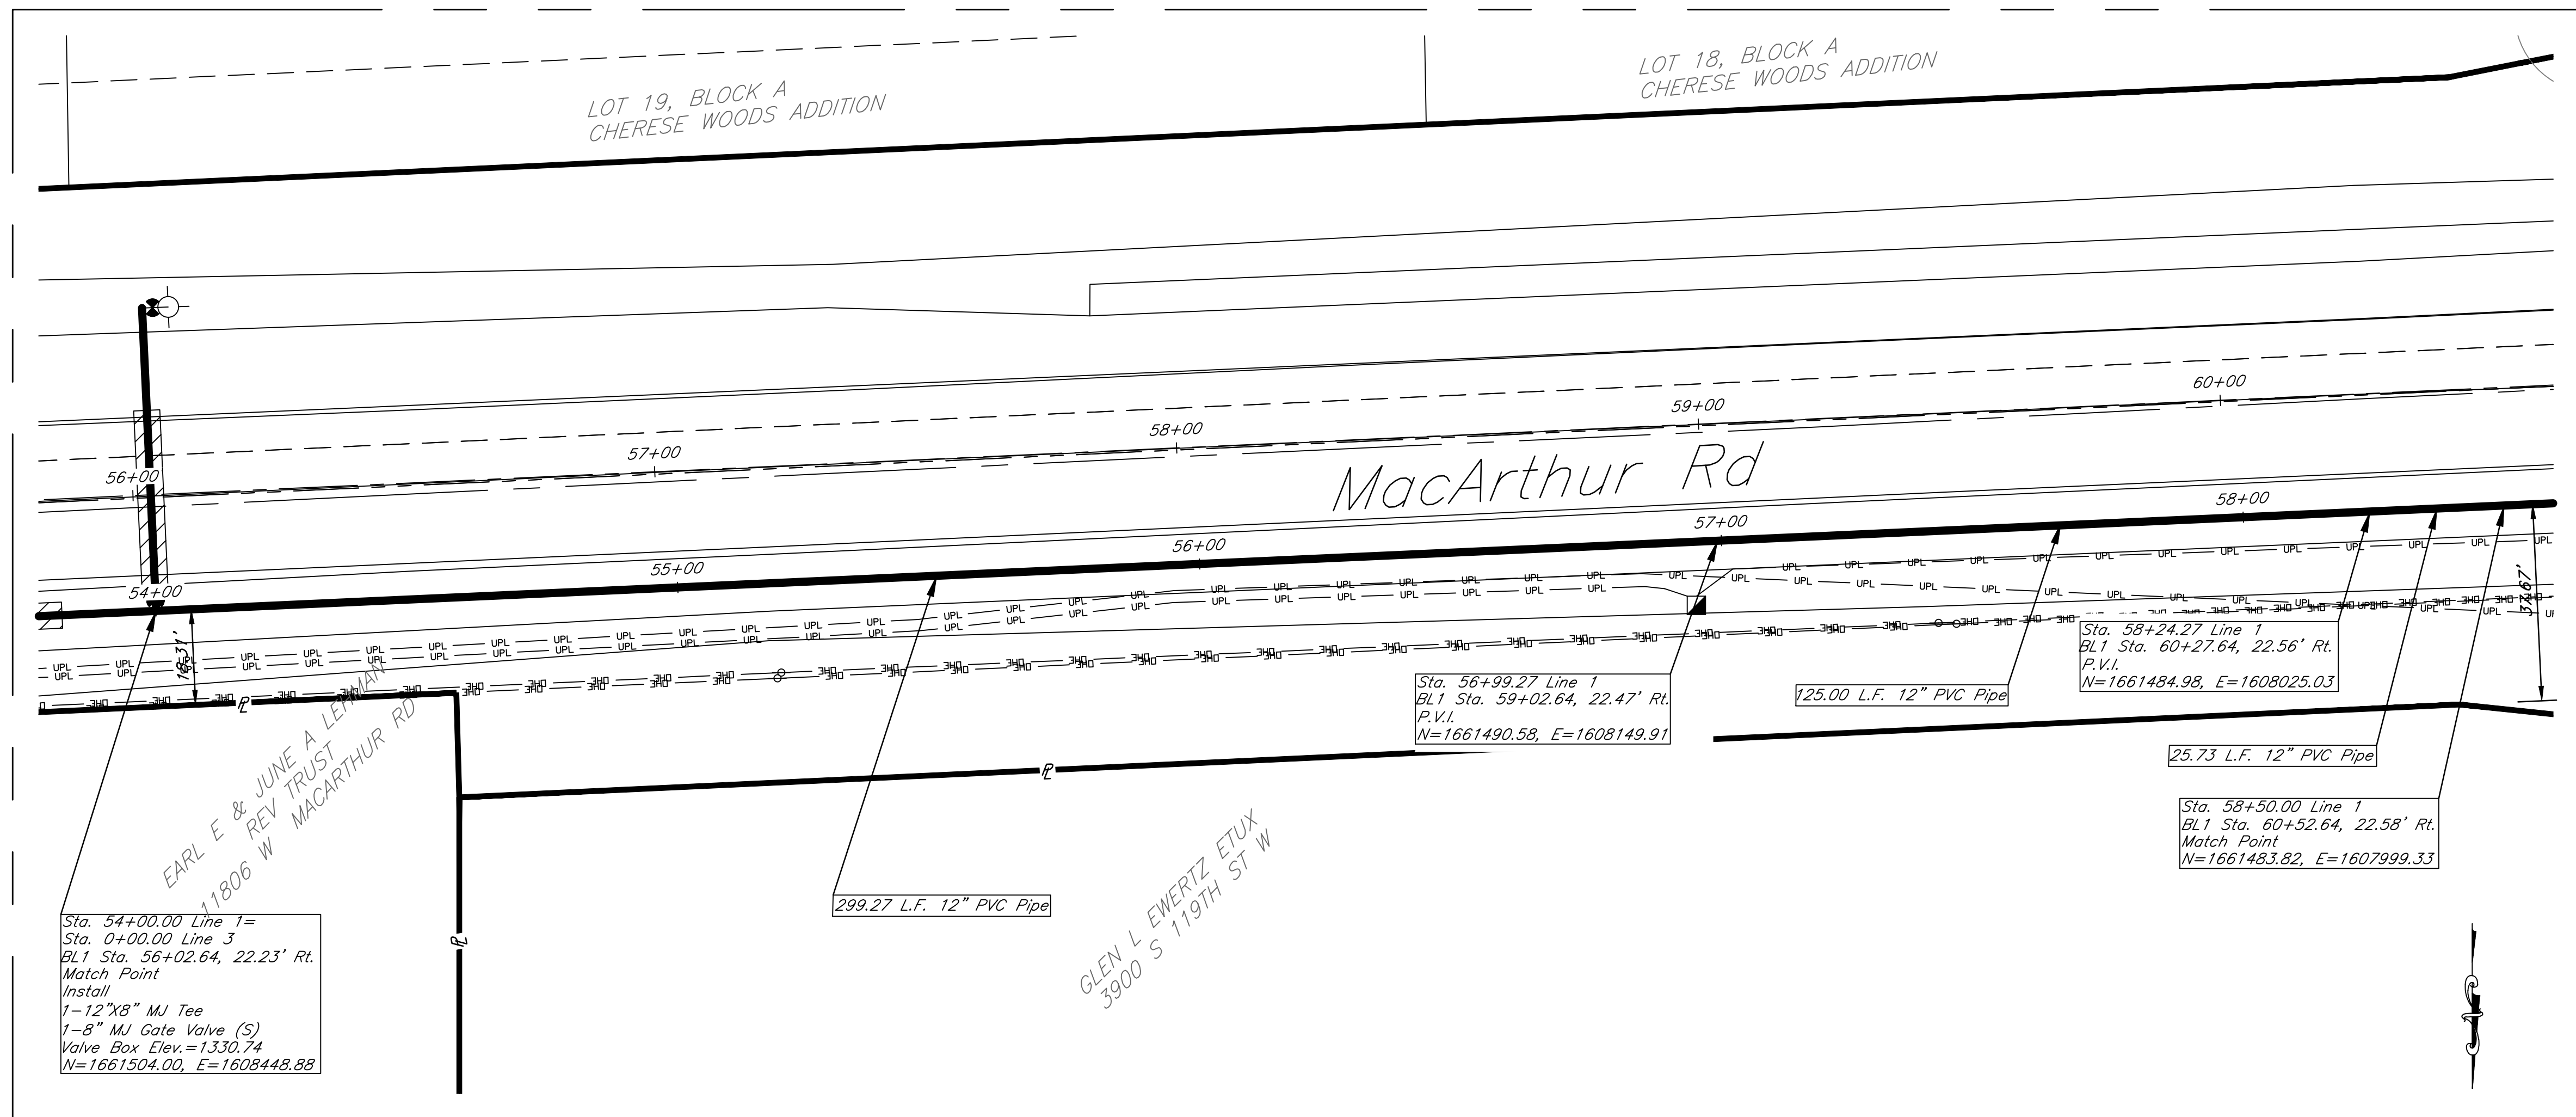 LOT 19, BLOCK A
CHERESE WOODS ADDITION
LOT 18, BLOCK A
CHERESE WOODS ADDITION
56+00
57+00
58+00
59+00
60+00
MacArthur Rd
54+00
55+00
56+00
57+00
58+00
18.31'
37.67'
UPL
OHE
PL
EARL E & JUNE A LEHMAN
REV TRUST
11806 W MACARTHUR RD
GLEN L EWERTZ ETUX
3900 S 119TH ST W
Sta. 54+00.00 Line 1=
Sta. 0+00.00 Line 3
BL1 Sta. 56+02.64, 22.23' Rt.
Match Point
Install
1-12"X8" MJ Tee
1-8" MJ Gate Valve (S)
Valve Box Elev.=1330.74
N=1661504.00, E=1608448.88
299.27 L.F. 12" PVC Pipe
Sta. 56+99.27 Line 1
BL1 Sta. 59+02.64, 22.47' Rt.
P.V.I.
N=1661490.58, E=1608149.91
125.00 L.F. 12" PVC Pipe
Sta. 58+24.27 Line 1
BL1 Sta. 60+27.64, 22.56' Rt.
P.V.I.
N=1661484.98, E=1608025.03
25.73 L.F. 12" PVC Pipe
Sta. 58+50.00 Line 1
BL1 Sta. 60+52.64, 22.58' Rt.
Match Point
N=1661483.82, E=1607999.33